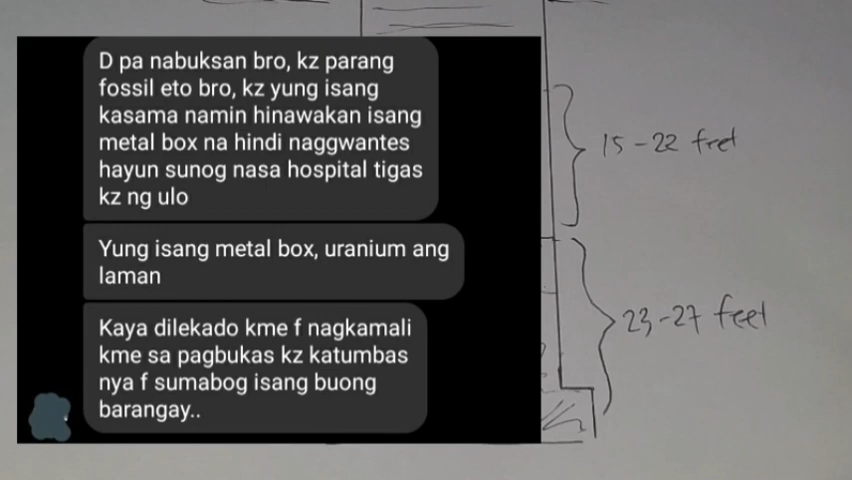 D pa nabuksan bro, kz parang
fossil eto bro, kz yung isang
kasama namin hinawakan isang
metal box na hindi naggwantes
hayun sunog nasa hospital tigas
kz ng ulo
Yung isang metal box, uranium ang
laman
Kaya dilekado kme f nagkamali
kme sa pagbukas kz katumbas
nya f sumabog isang buong
barangay..
15-22 feet
23-27 feet